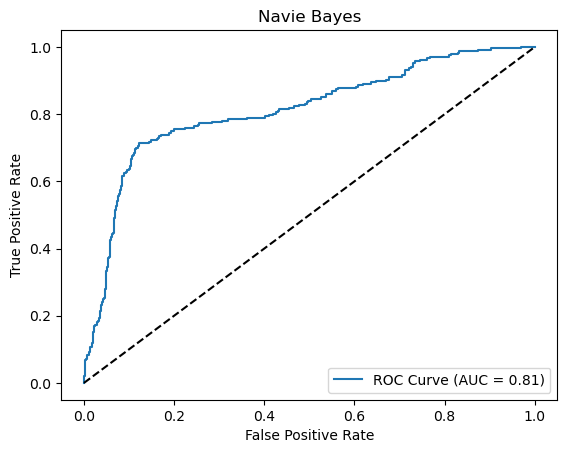 Navie Bayes
True Positive Rate
1.0
0.8
0.6
0.4
0.2
0.0
ROC Curve (AUC = 0.81)
0.0 0.2 0.4 0.6 0.8 1.0
False Positive Rate